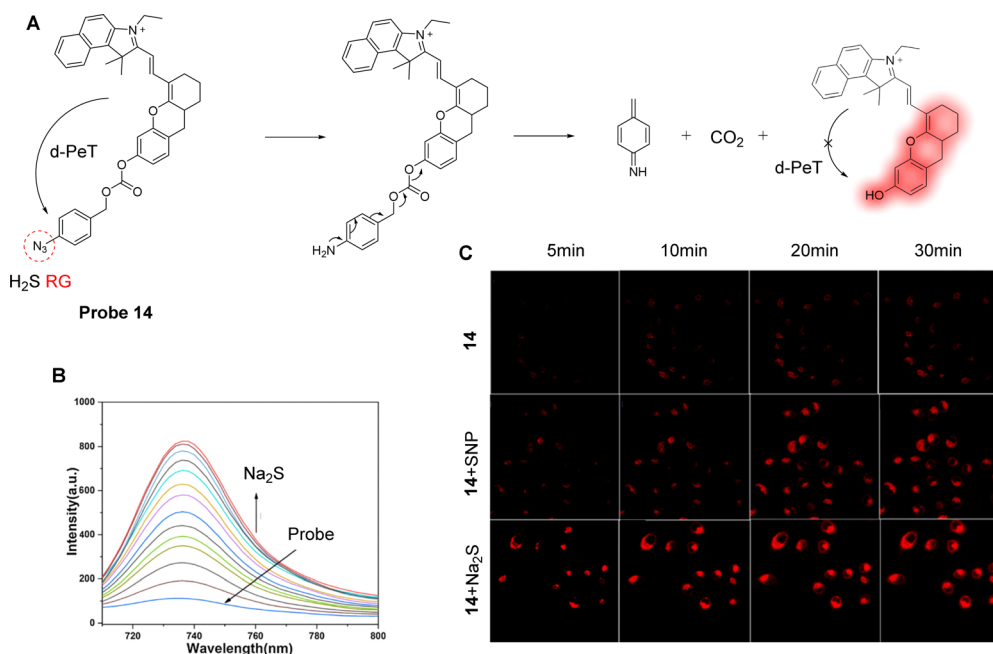 A
N+
O
d-PeT
O
O
O
N3
H2S RG
Probe 14
N+
O
O
O
O
H2N
NH
+ CO2 +
N+
d-PeT
O
HO
B
Intensity(a.u.)
1000
800
600
400
200
0
Na2S
Probe
720 740 760 780 800
Wavelength(nm)
C
5min 10min 20min 30min
14
14+SNP
14+Na2S